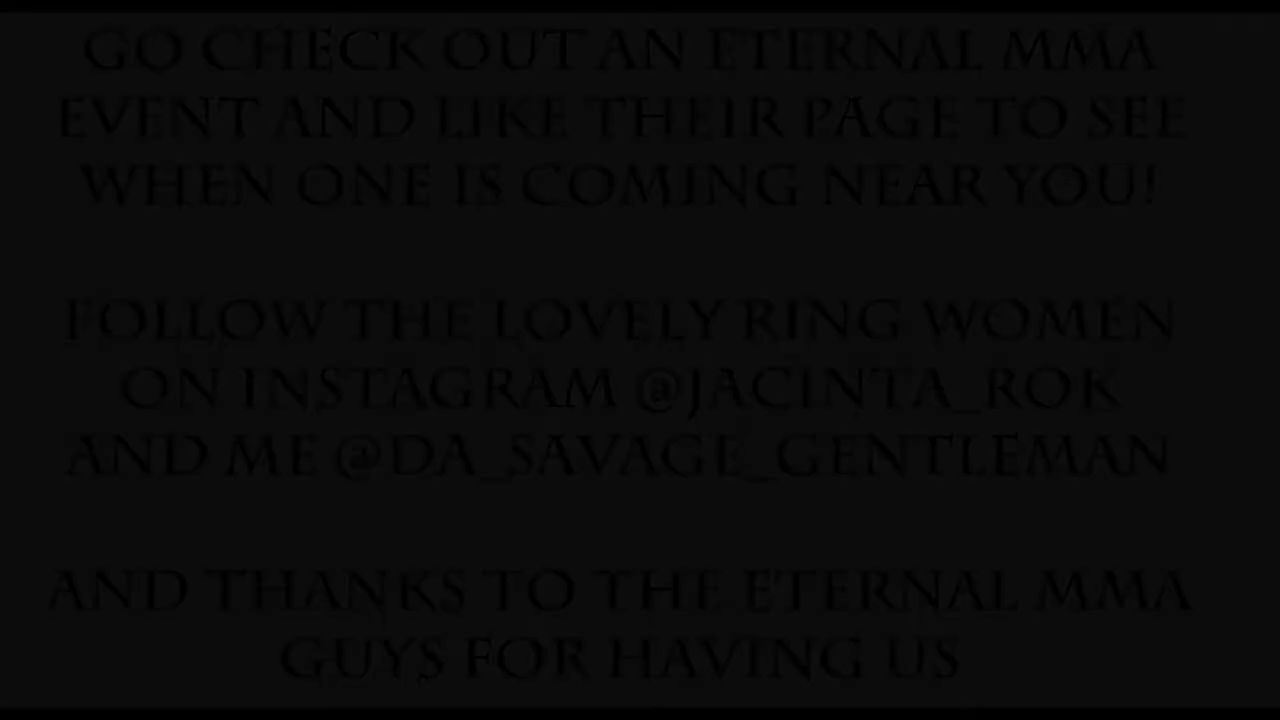 GO CHECK OUT AN ETERNAL MMA
EVENT AND LIKE THEIR PAGE TO SEE
WHEN ONE IS COMING NEAR YOU!
FOLLOW THE LOVELY RING WOMEN
ON INSTAGRAM @JACINTA_ROK
AND ME @DA_SAVAGE_GENTLEMAN
AND THANKS TO THE ETERNAL MMA
GUYS FOR HAVING US